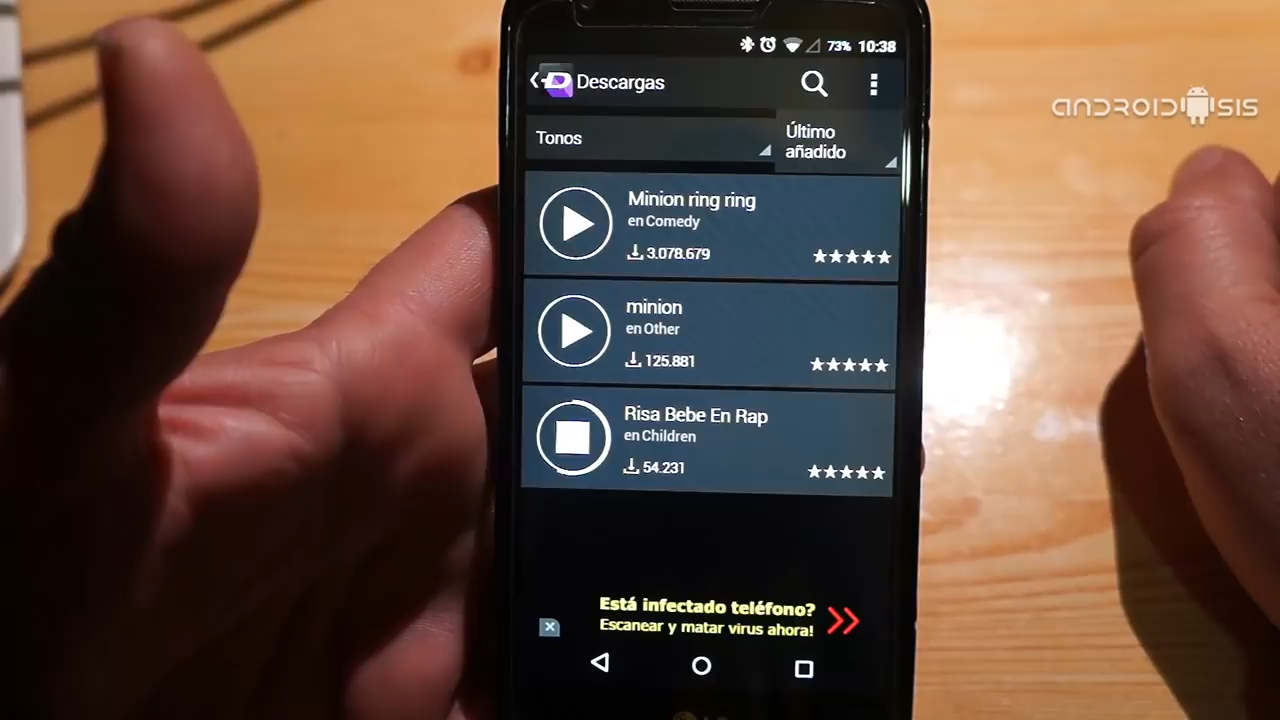 73% 10:38
Descargas
ANDROIDSIS
Tonos
Último
añadido
Minion ring ring
en Comedy
3.078.679
minion
en Other
125.881
Risa Bebe En Rap
en Children
54.231
Está infectado teléfono?
Escanear y matar virus ahora!